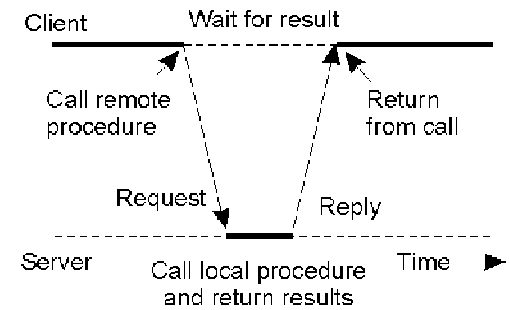 Client
Wait for result
Call remote
procedure
Return
from call
Request
Reply
Server
Call local procedure
and return results
Time